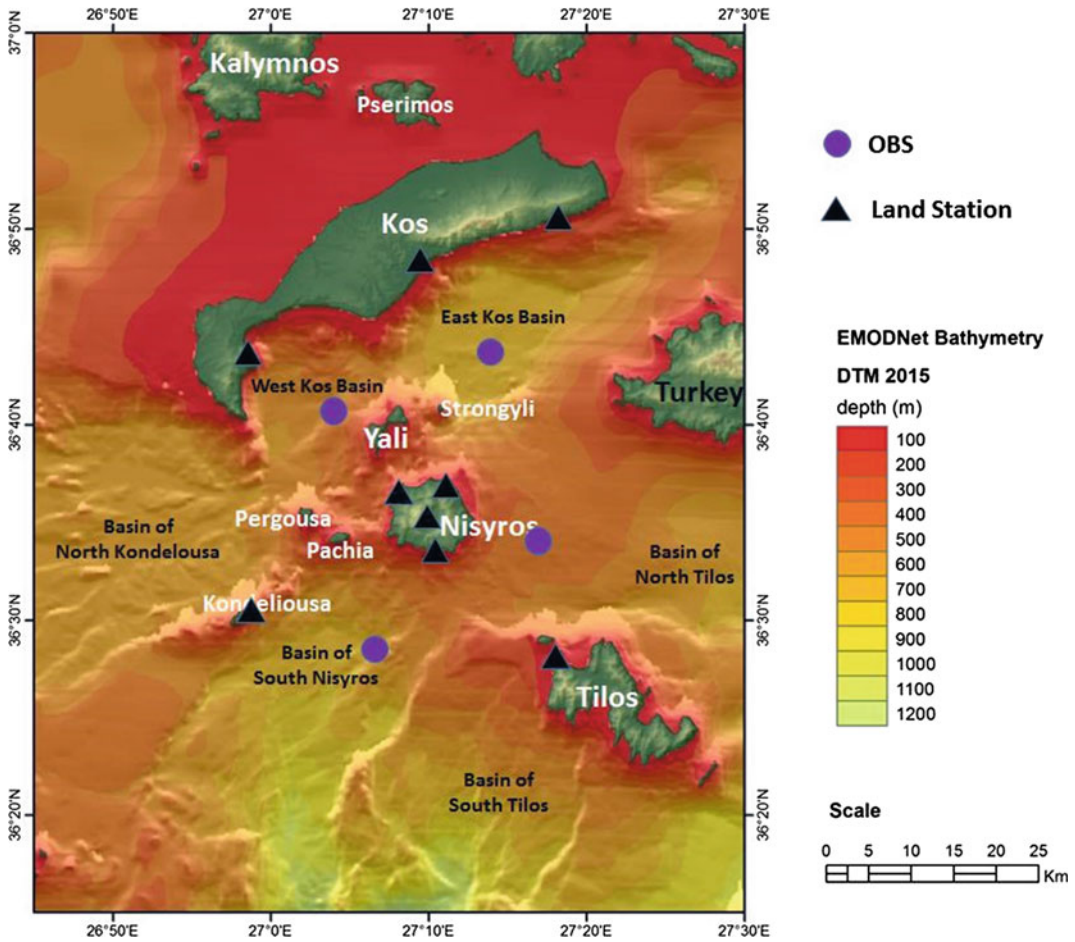 26°50'E 27°0'E 27°10'E 27°20'E 27°30'E
37°0'N
36°50'N
36°40'N
36°30'N
36°20'N
Kalymnos
Pserimos
Kos
East Kos Basin
West Kos Basin
Strongyli
Turkey
Yali
Pergousa
Nisyros
Basin of
North Kondelousa
Pachia
Basin of
North Tilos
Kondeliousa
Basin of
South Nisyros
Tilos
Basin of
South Tilos
26°50'E 27°0'E 27°10'E 27°20'E 27°30'E
37°0'N
36°50'N
36°40'N
36°30'N
36°20'N
OBS
Land Station
EMODNet Bathymetry
DTM 2015
depth (m)
100
200
300
400
500
600
700
800
900
1000
1100
1200
Scale
0 5 10 15 20 25
Km